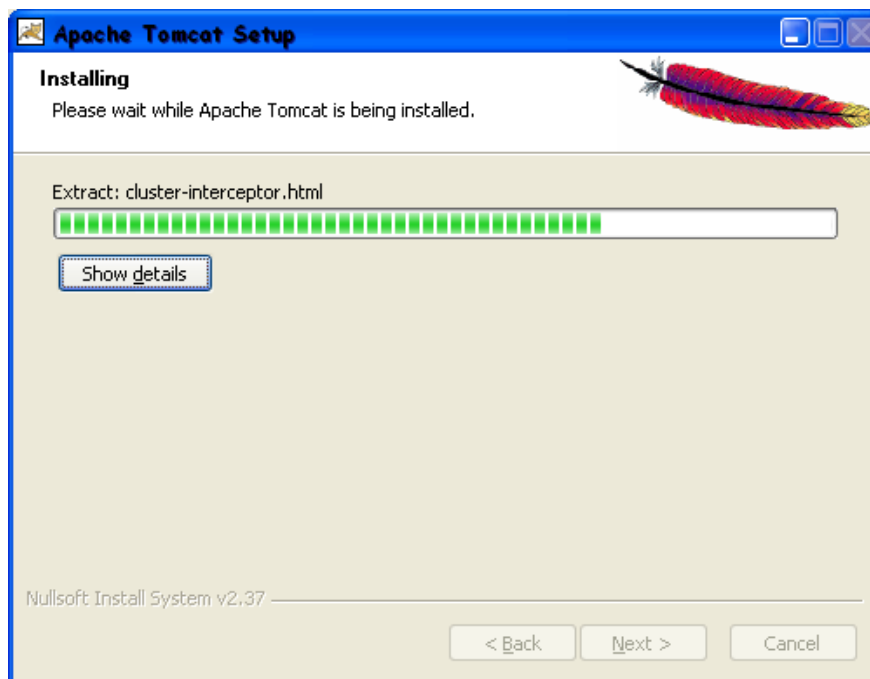 Apache Tomcat Setup
Installing
Please wait while Apache Tomcat is being installed.
Extract: cluster-interceptor.html
Show details
Nullsoft Install System v2.37
< Back Next > Cancel